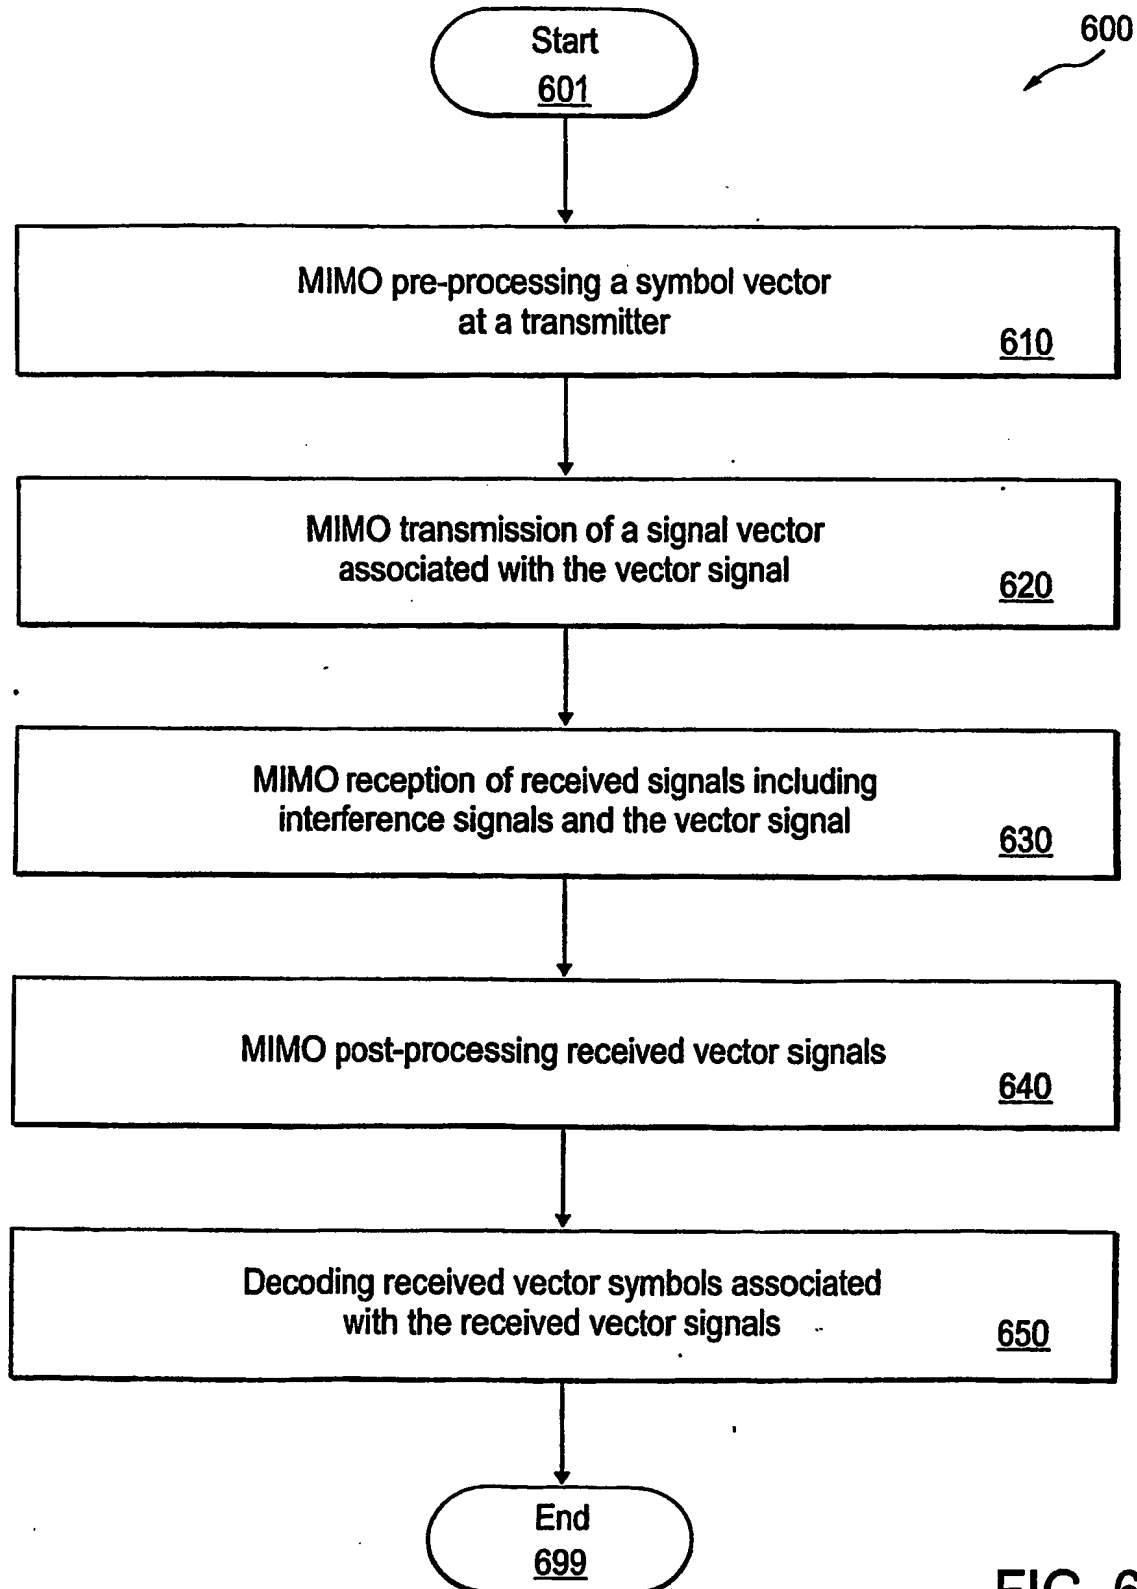 600
Start
601
MIMO pre-processing a symbol vector
at a transmitter
610
MIMO transmission of a signal vector
associated with the vector signal
620
MIMO reception of received signals including
interference signals and the vector signal
630
MIMO post-processing received vector signals
640
Decoding received vector symbols associated
with the received vector signals
650
End
699
FIG. 6